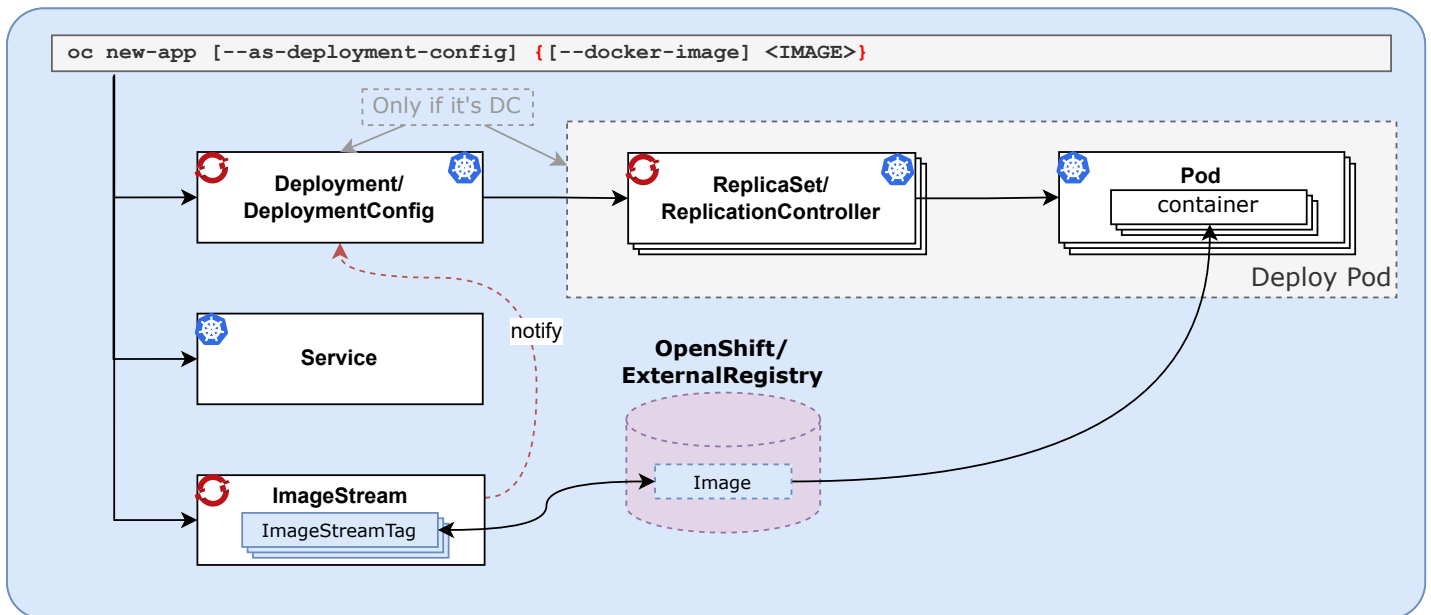 oc new-app [--as-deployment-config] {[--docker-image] <IMAGE>}
Only if it's DC
Deployment/
DeploymentConfig
ReplicaSet/
ReplicationController
Pod
container
Deploy Pod
Service
notify
OpenShift/
ExternalRegistry
Image
ImageStream
ImageStreamTag